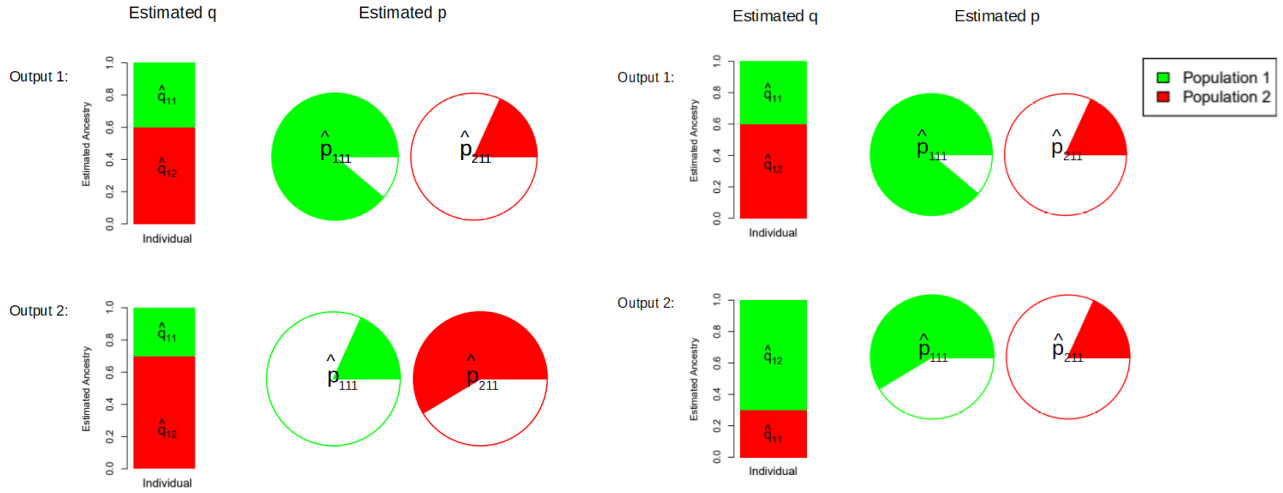 Estimated q
Estimated p
Output 1:
Estimated Ancestry
0.0 0.2 0.4 0.6 0.8 1.0
q̂11
q̂12
Individual
p̂111
p̂211
Output 2:
Estimated Ancestry
0.0 0.2 0.4 0.6 0.8 1.0
q̂11
q̂12
Individual
p̂111
p̂211
Estimated q
Estimated p
Output 1:
Estimated Ancestry
0.0 0.2 0.4 0.6 0.8 1.0
q̂11
q̂12
Individual
p̂111
p̂211
Population 1
Population 2
Output 2:
Estimated Ancestry
0.0 0.2 0.4 0.6 0.8 1.0
q̂12
q̂11
Individual
p̂111
p̂211